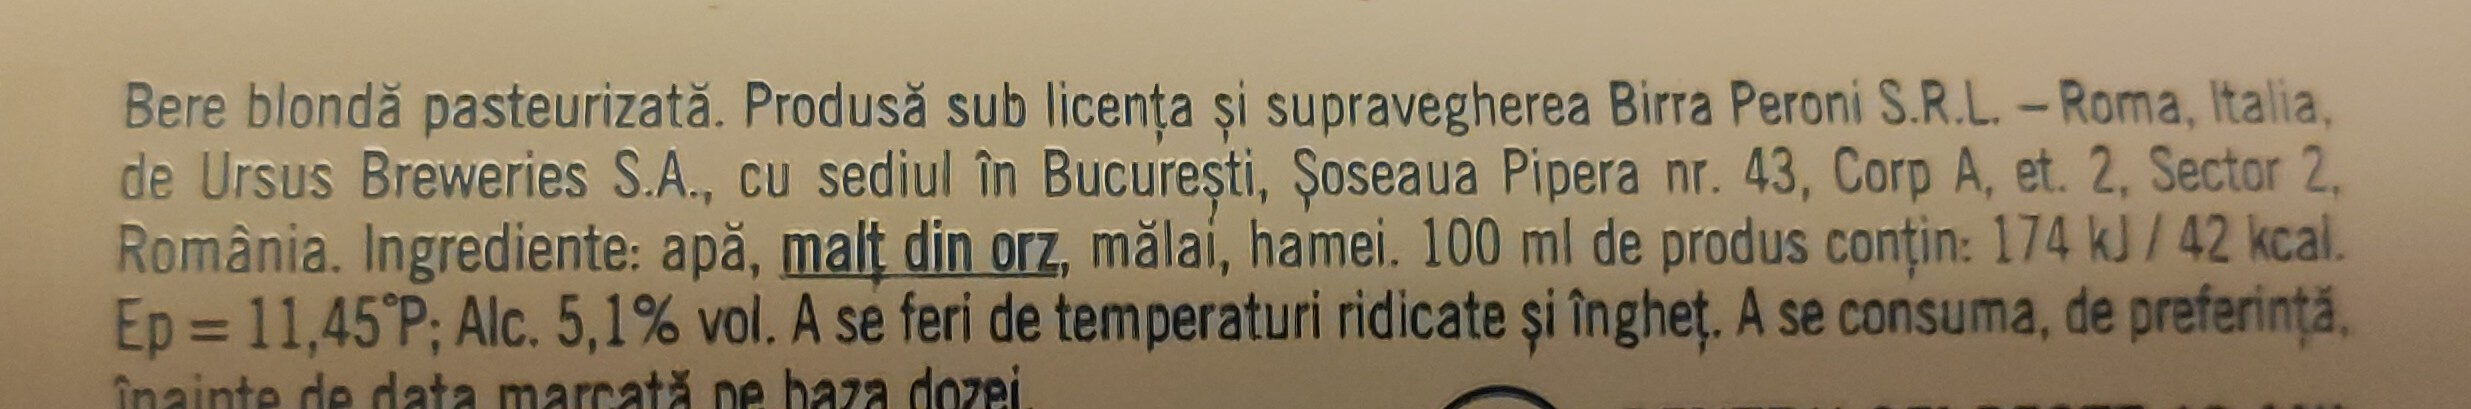 Bere blondă pasteurizată. Produsă sub licența și supravegherea Birra Peroni S.R.L. – Roma, Italia,
de Ursus Breweries S.A., cu sediul în București, Șoseaua Pipera nr. 43, Corp A, et. 2, Sector 2,
România. Ingrediente: apă, malț din orz, mălai, hamei. 100 ml de produs conțin: 174 kJ / 42 kcal.
Ep = 11,45°P; Alc. 5,1% vol. A se feri de temperaturi ridicate și îngheț. A se consuma, de preferință,
înainte de data marcată pe baza dozei.